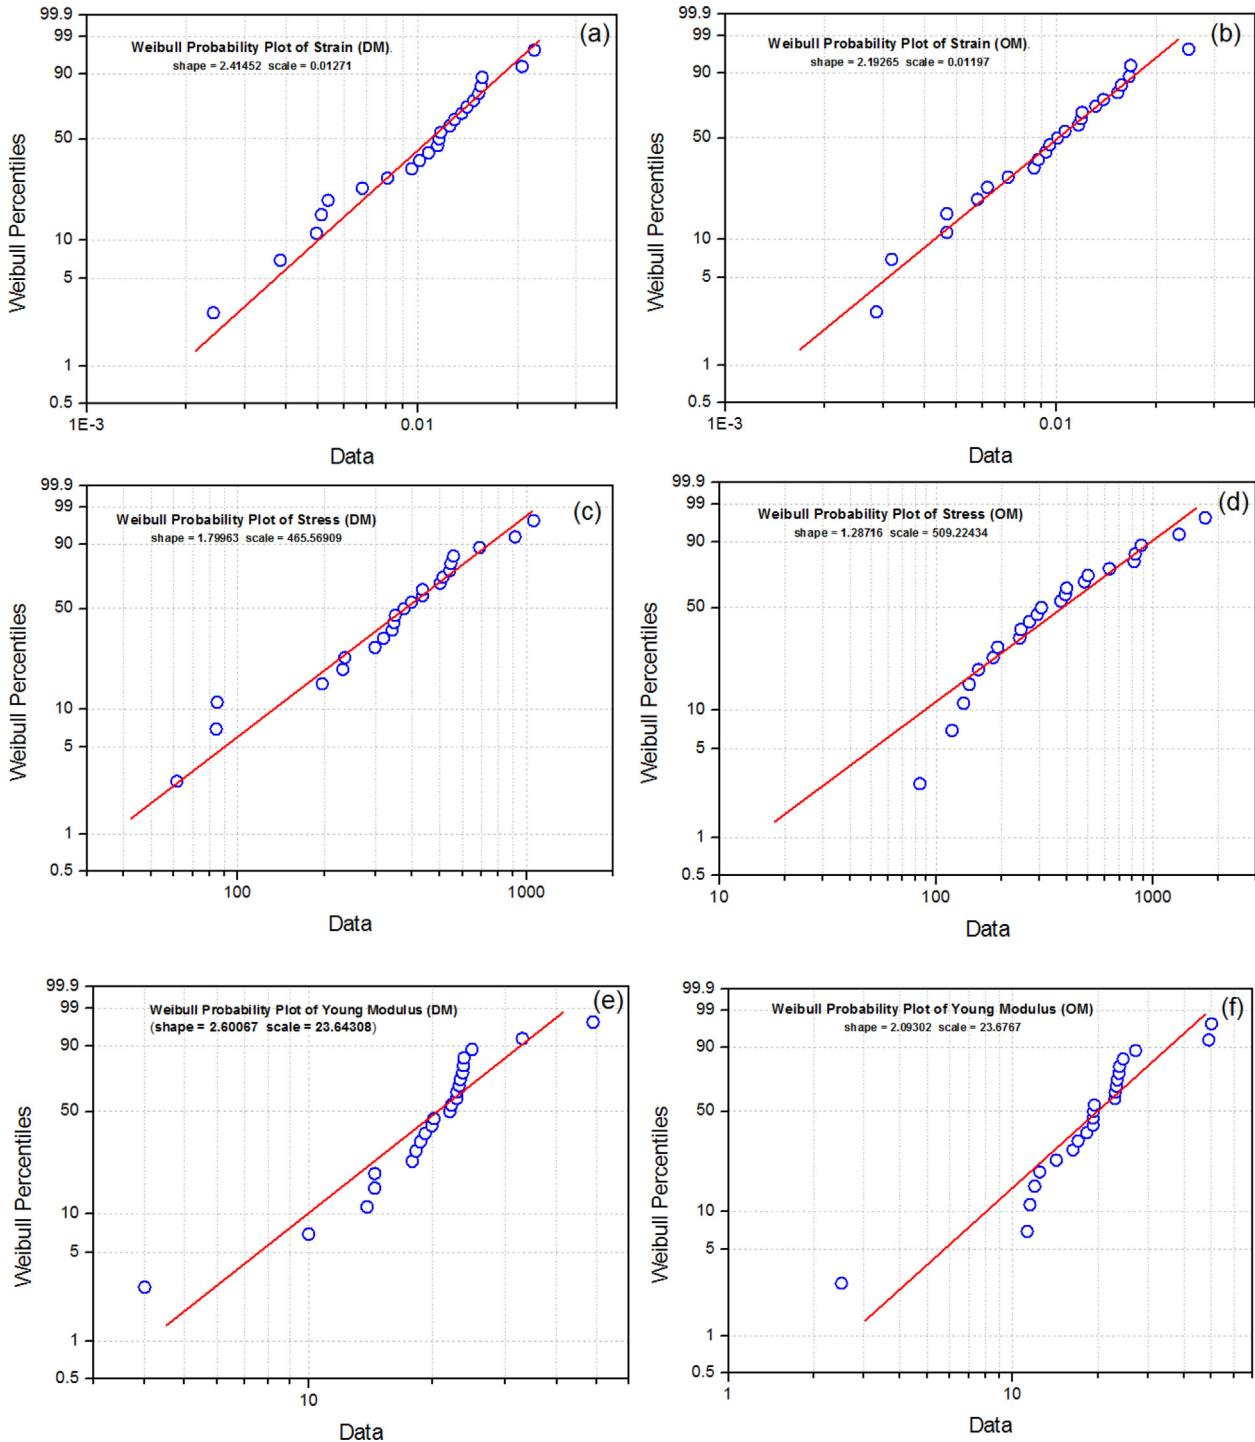 (a)
Weibull Probability Plot of Strain (DM).
shape = 2.41452 scale = 0.01271
Weibull Percentiles
99.9
99
90
50
10
5
1
0.5
1E-3
0.01
Data
(b)
Weibull Probability Plot of Strain (OM).
shape = 2.19265 scale = 0.01197
Weibull Percentiles
99.9
99
90
50
10
5
1
0.5
1E-3
0.01
Data
(c)
Weibull Probability Plot of Stress (DM)
shape = 1.79963 scale = 465.56909
Weibull Percentiles
99.9
99
90
50
10
5
1
0.5
30
100
1000
Data
(d)
Weibull Probability Plot of Stress (OM)
shape = 1.28716 scale = 509.22434
Weibull Percentiles
99.9
99
90
50
10
5
1
0.5
10
100
1000
Data
(e)
Weibull Probability Plot of Young Modulus (DM)
(shape = 2.60067 scale = 23.64308)
Weibull Percentiles
99.9
99
90
50
10
5
1
0.5
10
Data
(f)
Weibull Probability Plot of Young Modulus (OM)
shape = 2.09302 scale = 23.6767
Weibull Percentiles
99.9
99
90
50
10
5
1
0.5
1
10
Data